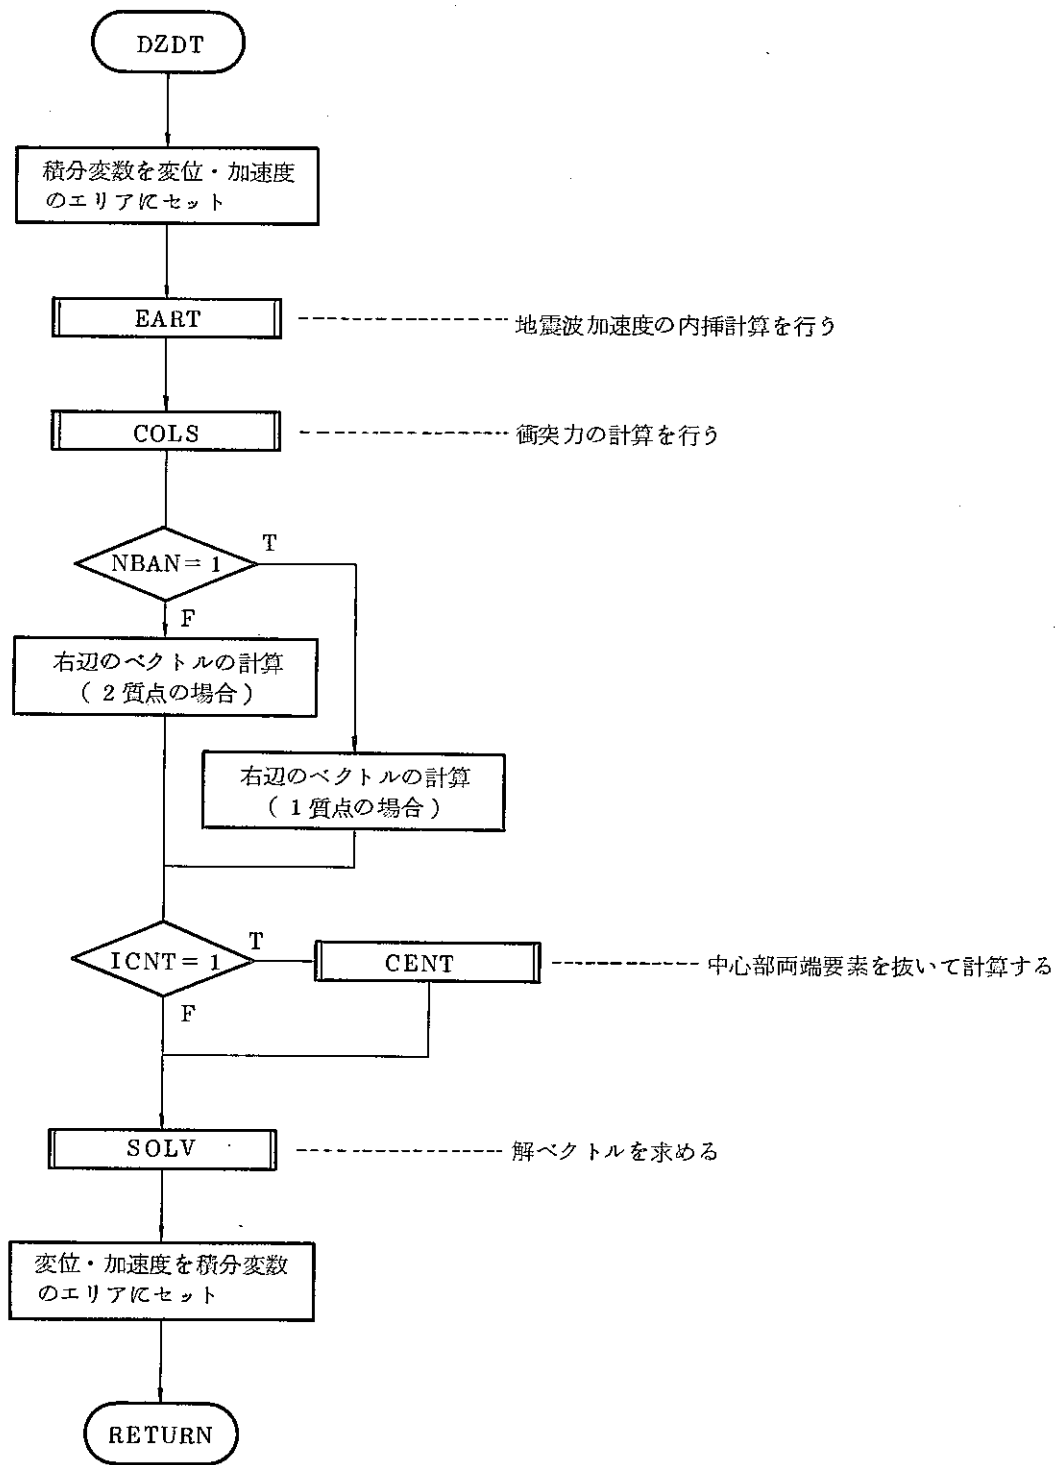 DZDT
積分変数を変位・加速度
のエリアにセット
EART
地震波加速度の内挿計算を行う
COLS
衝突力の計算を行う
NBAN=1
T
F
右辺のベクトルの計算
(2質点の場合)
右辺のベクトルの計算
(1質点の場合)
ICNT=1
T
CENT
中心部両端要素を抜いて計算する
F
SOLV
解ベクトルを求める
変位・加速度を積分変数
のエリアにセット
RETURN